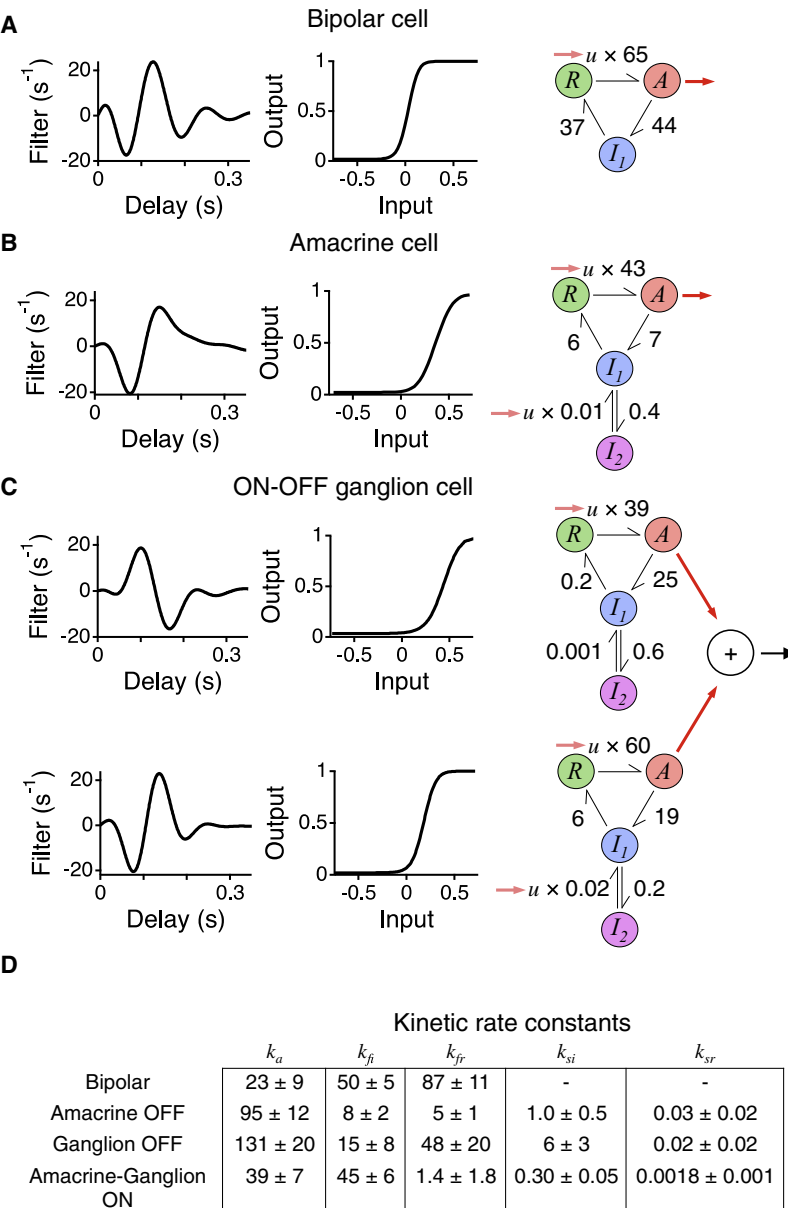 A
Bipolar cell
Filter (s⁻¹)
20
0
-20
0
0.3
Delay (s)
Output
1
0.5
0
-0.5
0
0.5
Input
u × 65
R
A
37
44
I₁
B
Amacrine cell
Filter (s⁻¹)
20
0
-20
0
0.3
Delay (s)
Output
1
0.5
0
-0.5
0
0.5
Input
u × 43
R
A
6
7
I₁
u × 0.01
0.4
I₂
C
ON-OFF ganglion cell
Filter (s⁻¹)
20
0
-20
0
0.3
Delay (s)
Output
1
0.5
0
-0.5
0
0.5
Input
u × 39
R
A
0.2
25
I₁
0.001
0.6
I₂
+
Filter (s⁻¹)
20
0
-20
0
0.3
Delay (s)
Output
1
0.5
0
-0.5
0
0.5
Input
u × 60
R
A
6
19
I₁
u × 0.02
0.2
I₂
D
Kinetic rate constants
kₐ k_fi k_fr k_si k_sr
Bipolar 23 ± 9 50 ± 5 87 ± 11 - -
Amacrine OFF 95 ± 12 8 ± 2 5 ± 1 1.0 ± 0.5 0.03 ± 0.02
Ganglion OFF 131 ± 20 15 ± 8 48 ± 20 6 ± 3 0.02 ± 0.02
Amacrine-Ganglion 39 ± 7 45 ± 6 1.4 ± 1.8 0.30 ± 0.05 0.0018 ± 0.001
ON